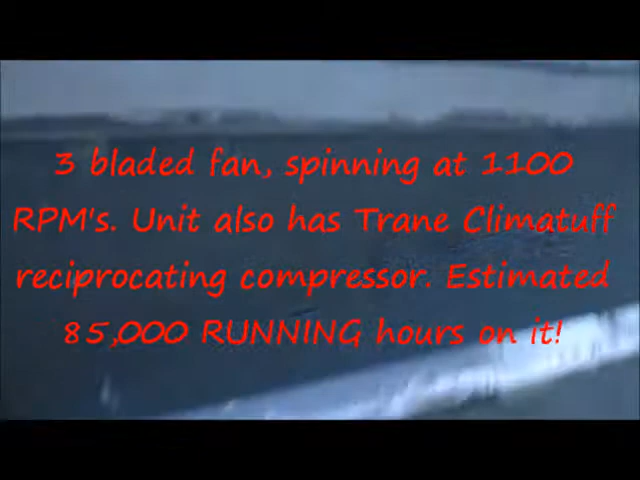 3 bladed fan, spinning at 1100
RPM's. Unit also has Trane Climatuff
reciprocating compressor. Estimated
85,000 RUNNING hours on it!